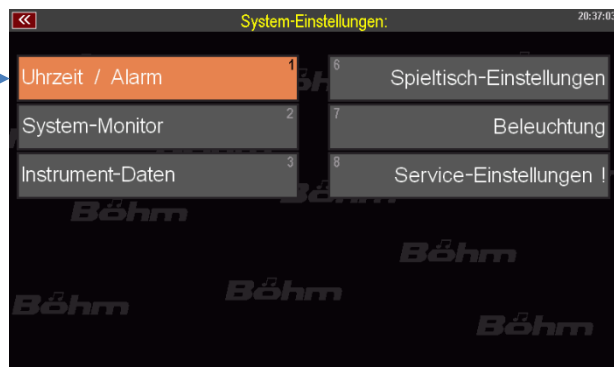 System-Einstellungen:
20:37:03
Uhrzeit / Alarm 1
6 Spieltisch-Einstellungen
System-Monitor 2
7 Beleuchtung
Instrument-Daten 3
8 Service-Einstellungen !
Böhm
Böhm
Böhm
Böhm
Böhm